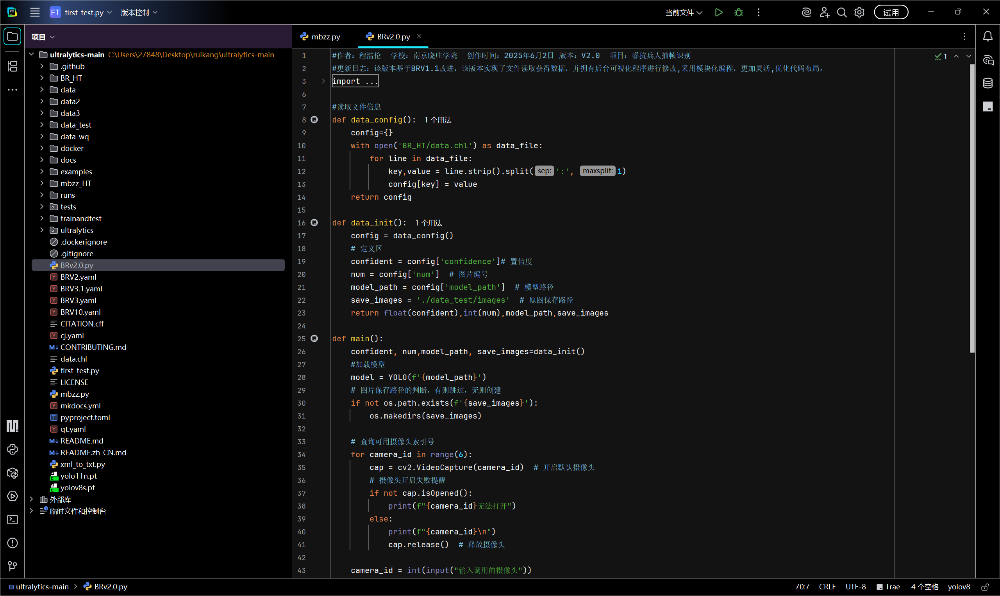 PC
FT first_test.py 版本控制 当前文件 试用
项目
mbzz.py BRv2.0.py
ultralytics-main C:\Users\27848\Desktop\ruikang\ultralytics-main
.github
BR_HT
data
data2
data3
data_test
data_wq
docker
docs
examples
mbzz_HT
runs
tests
trainandtest
ultralytics
.dockerignore
.gitignore
BRv2.0.py
BRV2.yaml
BRV3.1.yaml
BRV3.yaml
BRV10.yaml
CITATION.cff
cj.yaml
CONTRIBUTING.md
data.chl
first_test.py
LICENSE
mbzz.py
mkdocs.yml
pyproject.toml
qt.yaml
README.md
README.zh-CN.md
xml_to_txt.py
yolo11n.pt
yolov8s.pt
外部库
临时文件和控制台
1 #作者：程浩伦  学校：南京晓庄学院  创作时间：2025年6月2日 版本：V2.0  项目：睿抗兵人抽帧识别
2 #更新日志：该版本基于BRV1.1改进，该版本实现了文件读取获得数据，并拥有后台可视化程序进行修改,采用模块化编程，更加灵活,优化代码布局。
3 import ...
6
7 #读取文件信息
8 def data_config(): 1 个用法
9     config={}
10     with open('BR_HT/data.chl') as data_file:
11         for line in data_file:
12             key,value = line.strip().split( sep: ':', maxsplit: 1)
13             config[key] = value
14     return config
15
16 def data_init(): 1 个用法
17     config = data_config()
18     # 定义区
19     confident = config['confidence']# 置信度
20     num = config['num']  # 图片编号
21     model_path = config['model_path']  # 模型路径
22     save_images = './data_test/images'  # 原图保存路径
23     return float(confident),int(num),model_path,save_images
24
25 def main():
26     confident, num,model_path, save_images=data_init()
27     #加载模型
28     model = YOLO(f'{model_path}')
29     # 图片保存路径的判断，有则跳过，无则创建
30     if not os.path.exists(f'{save_images}'):
31         os.makedirs(save_images)
32
33     # 查询可用摄像头索引号
34     for camera_id in range(6):
35         cap = cv2.VideoCapture(camera_id)  # 开启默认摄像头
36         # 摄像头开启失败提醒
37         if not cap.isOpened():
38             print(f"{camera_id}无法打开")
39         else:
40             print(f"{camera_id}\n")
41             cap.release()  # 释放摄像头
42
43     camera_id = int(input("输入调用的摄像头"))
1
ultralytics-main BRv2.0.py 70:7 CRLF UTF-8 Trae 4 个空格 yolov8